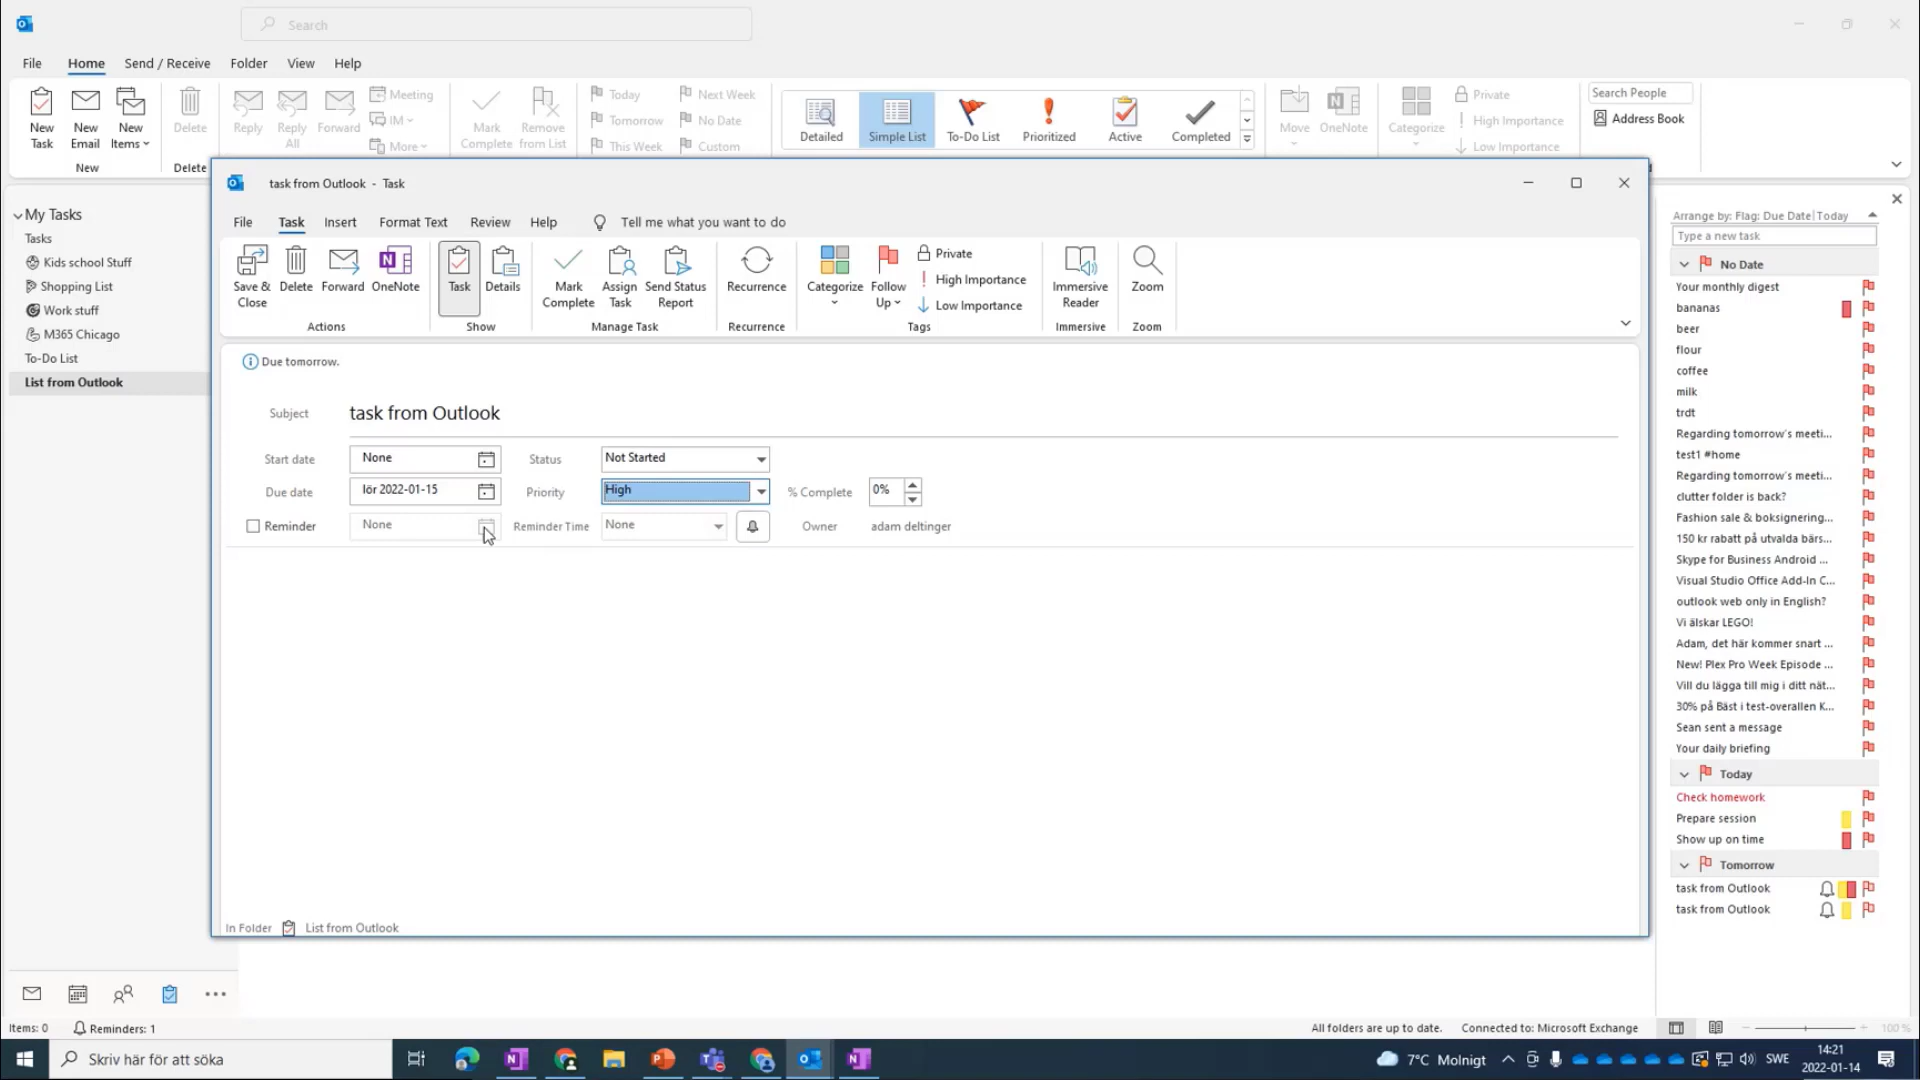 Search
File Home Send / Receive Folder View Help
New Task
New Email
New Items
New
Delete
Delete
Reply
Reply All
Forward
Meeting
IM
More
Mark Complete
Remove from List
Today
Tomorrow
This Week
Next Week
No Date
Custom
Detailed
Simple List
To-Do List
Prioritized
Active
Completed
Move
OneNote
Categorize
Private
High Importance
Low Importance
Search People
Address Book
My Tasks
Tasks
Kids school Stuff
Shopping List
Work stuff
M365 Chicago
To-Do List
List from Outlook
task from Outlook - Task
File Task Insert Format Text Review Help Tell me what you want to do
Save & Close
Delete
Forward
OneNote
Actions
Task
Details
Show
Mark Complete
Assign Task
Send Status Report
Manage Task
Recurrence
Recurrence
Categorize
Follow Up
Private
High Importance
Low Importance
Tags
Immersive Reader
Immersive
Zoom
Zoom
Due tomorrow.
Subject task from Outlook
Start date None Status Not Started
Due date lör 2022-01-15 Priority High % Complete 0%
Reminder None Reminder Time None Owner adam deltinger
In Folder List from Outlook
Arrange by: Flag: Due Date Today
Type a new task
No Date
Your monthly digest
bananas
beer
flour
coffee
milk
trdt
Regarding tomorrow's meeti...
test1 #home
Regarding tomorrow's meeti...
clutter folder is back?
Fashion sale & boksignering...
150 kr rabatt på utvalda bärs...
Skype for Business Android ...
Visual Studio Office Add-In C...
outlook web only in English?
Vi älskar LEGO!
Adam, det här kommer snart ...
New! Plex Pro Week Episode ...
Vill du lägga till mig i ditt nät...
30% på Bäst i test-overallen K...
Sean sent a message
Your daily briefing
Today
Check homework
Prepare session
Show up on time
Tomorrow
task from Outlook
task from Outlook
Items: 0 Reminders: 1
All folders are up to date. Connected to: Microsoft Exchange 100 %
Skriv här för att söka
7°C Molnigt
SWE
14:21
2022-01-14